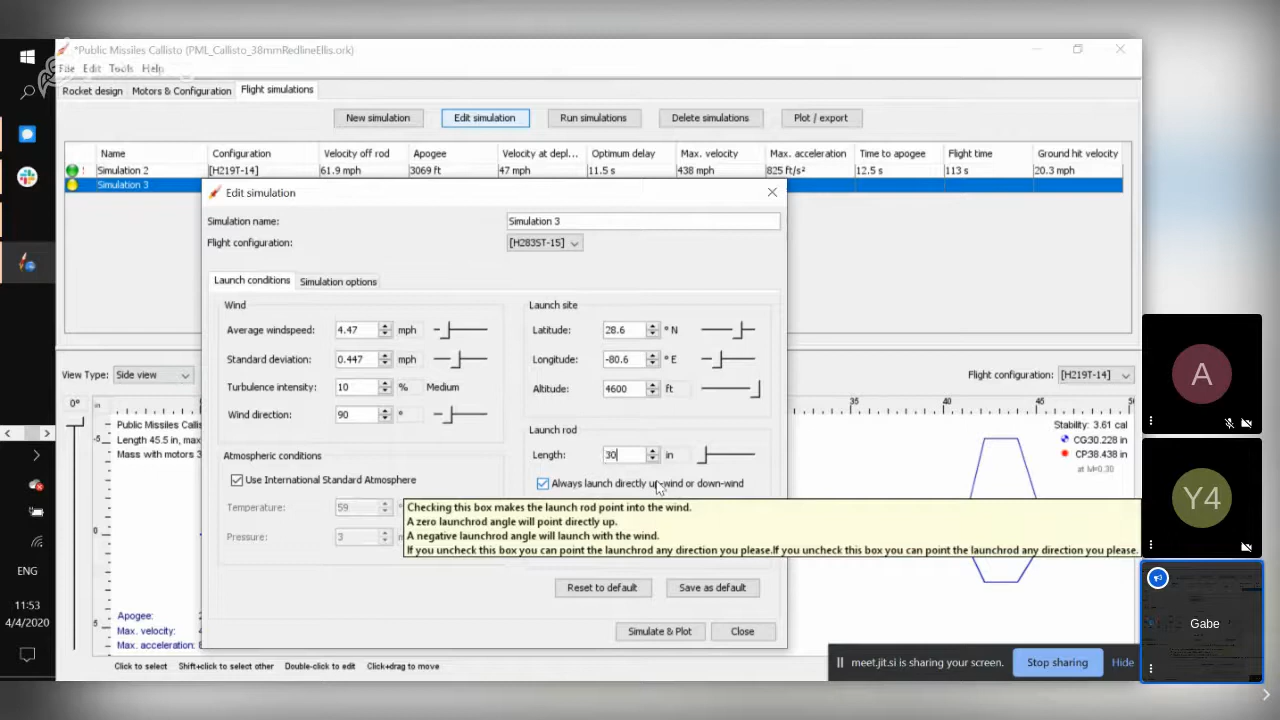 *Public Missiles Callisto (PML_Callisto_38mmRedlineEllis.ork)
File Edit Tools Help
Rocket design Motors & Configuration Flight simulations
New simulation Edit simulation Run simulations Delete simulations Plot / export
Name Configuration Velocity off rod Apogee Velocity at depl... Optimum delay Max. velocity Max. acceleration Time to apogee Flight time Ground hit velocity
Simulation 2 [H219T-14] 61.9 mph 3069 ft 47 mph 11.5 s 438 mph 825 ft/s² 12.5 s 113 s 20.3 mph
Simulation 3
Edit simulation
Simulation name: Simulation 3
Flight configuration: [H283ST-15]
Launch conditions Simulation options
Wind Launch site
Average windspeed: 4.47 mph Latitude: 28.6 ° N
Standard deviation: 0.447 mph Longitude: -80.6 ° E
Turbulence intensity: 10 % Medium Altitude: 4600 ft
Wind direction: 90 °
Launch rod
Atmospheric conditions Length: 30 in
Use International Standard Atmosphere Always launch directly up-wind or down-wind
Temperature: 59 °
Pressure: 3
Checking this box makes the launch rod point into the wind.
A zero launchrod angle will point directly up.
A negative launchrod angle will launch with the wind.
If you uncheck this box you can point the launchrod any direction you please.If you uncheck this box you can point the launchrod any direction you please.
Reset to default Save as default
Simulate & Plot Close
View Type: Side view Flight configuration: [H219T-14]
0° in 35 40 45 50
Public Missiles Callis
Length 45.5 in, max
Mass with motors 3
Stability: 3.61 cal
CG30.228 in
CP38.438 in
at M=0.30
-5
0
5
Apogee: 2
Max. velocity: 4
Max. acceleration: 8
Click to select Shift+click to select other Double-click to edit Click+drag to move
ENG
11:53
4/4/2020
meet.jit.si is sharing your screen. Stop sharing Hide
A
Y4
Gabe